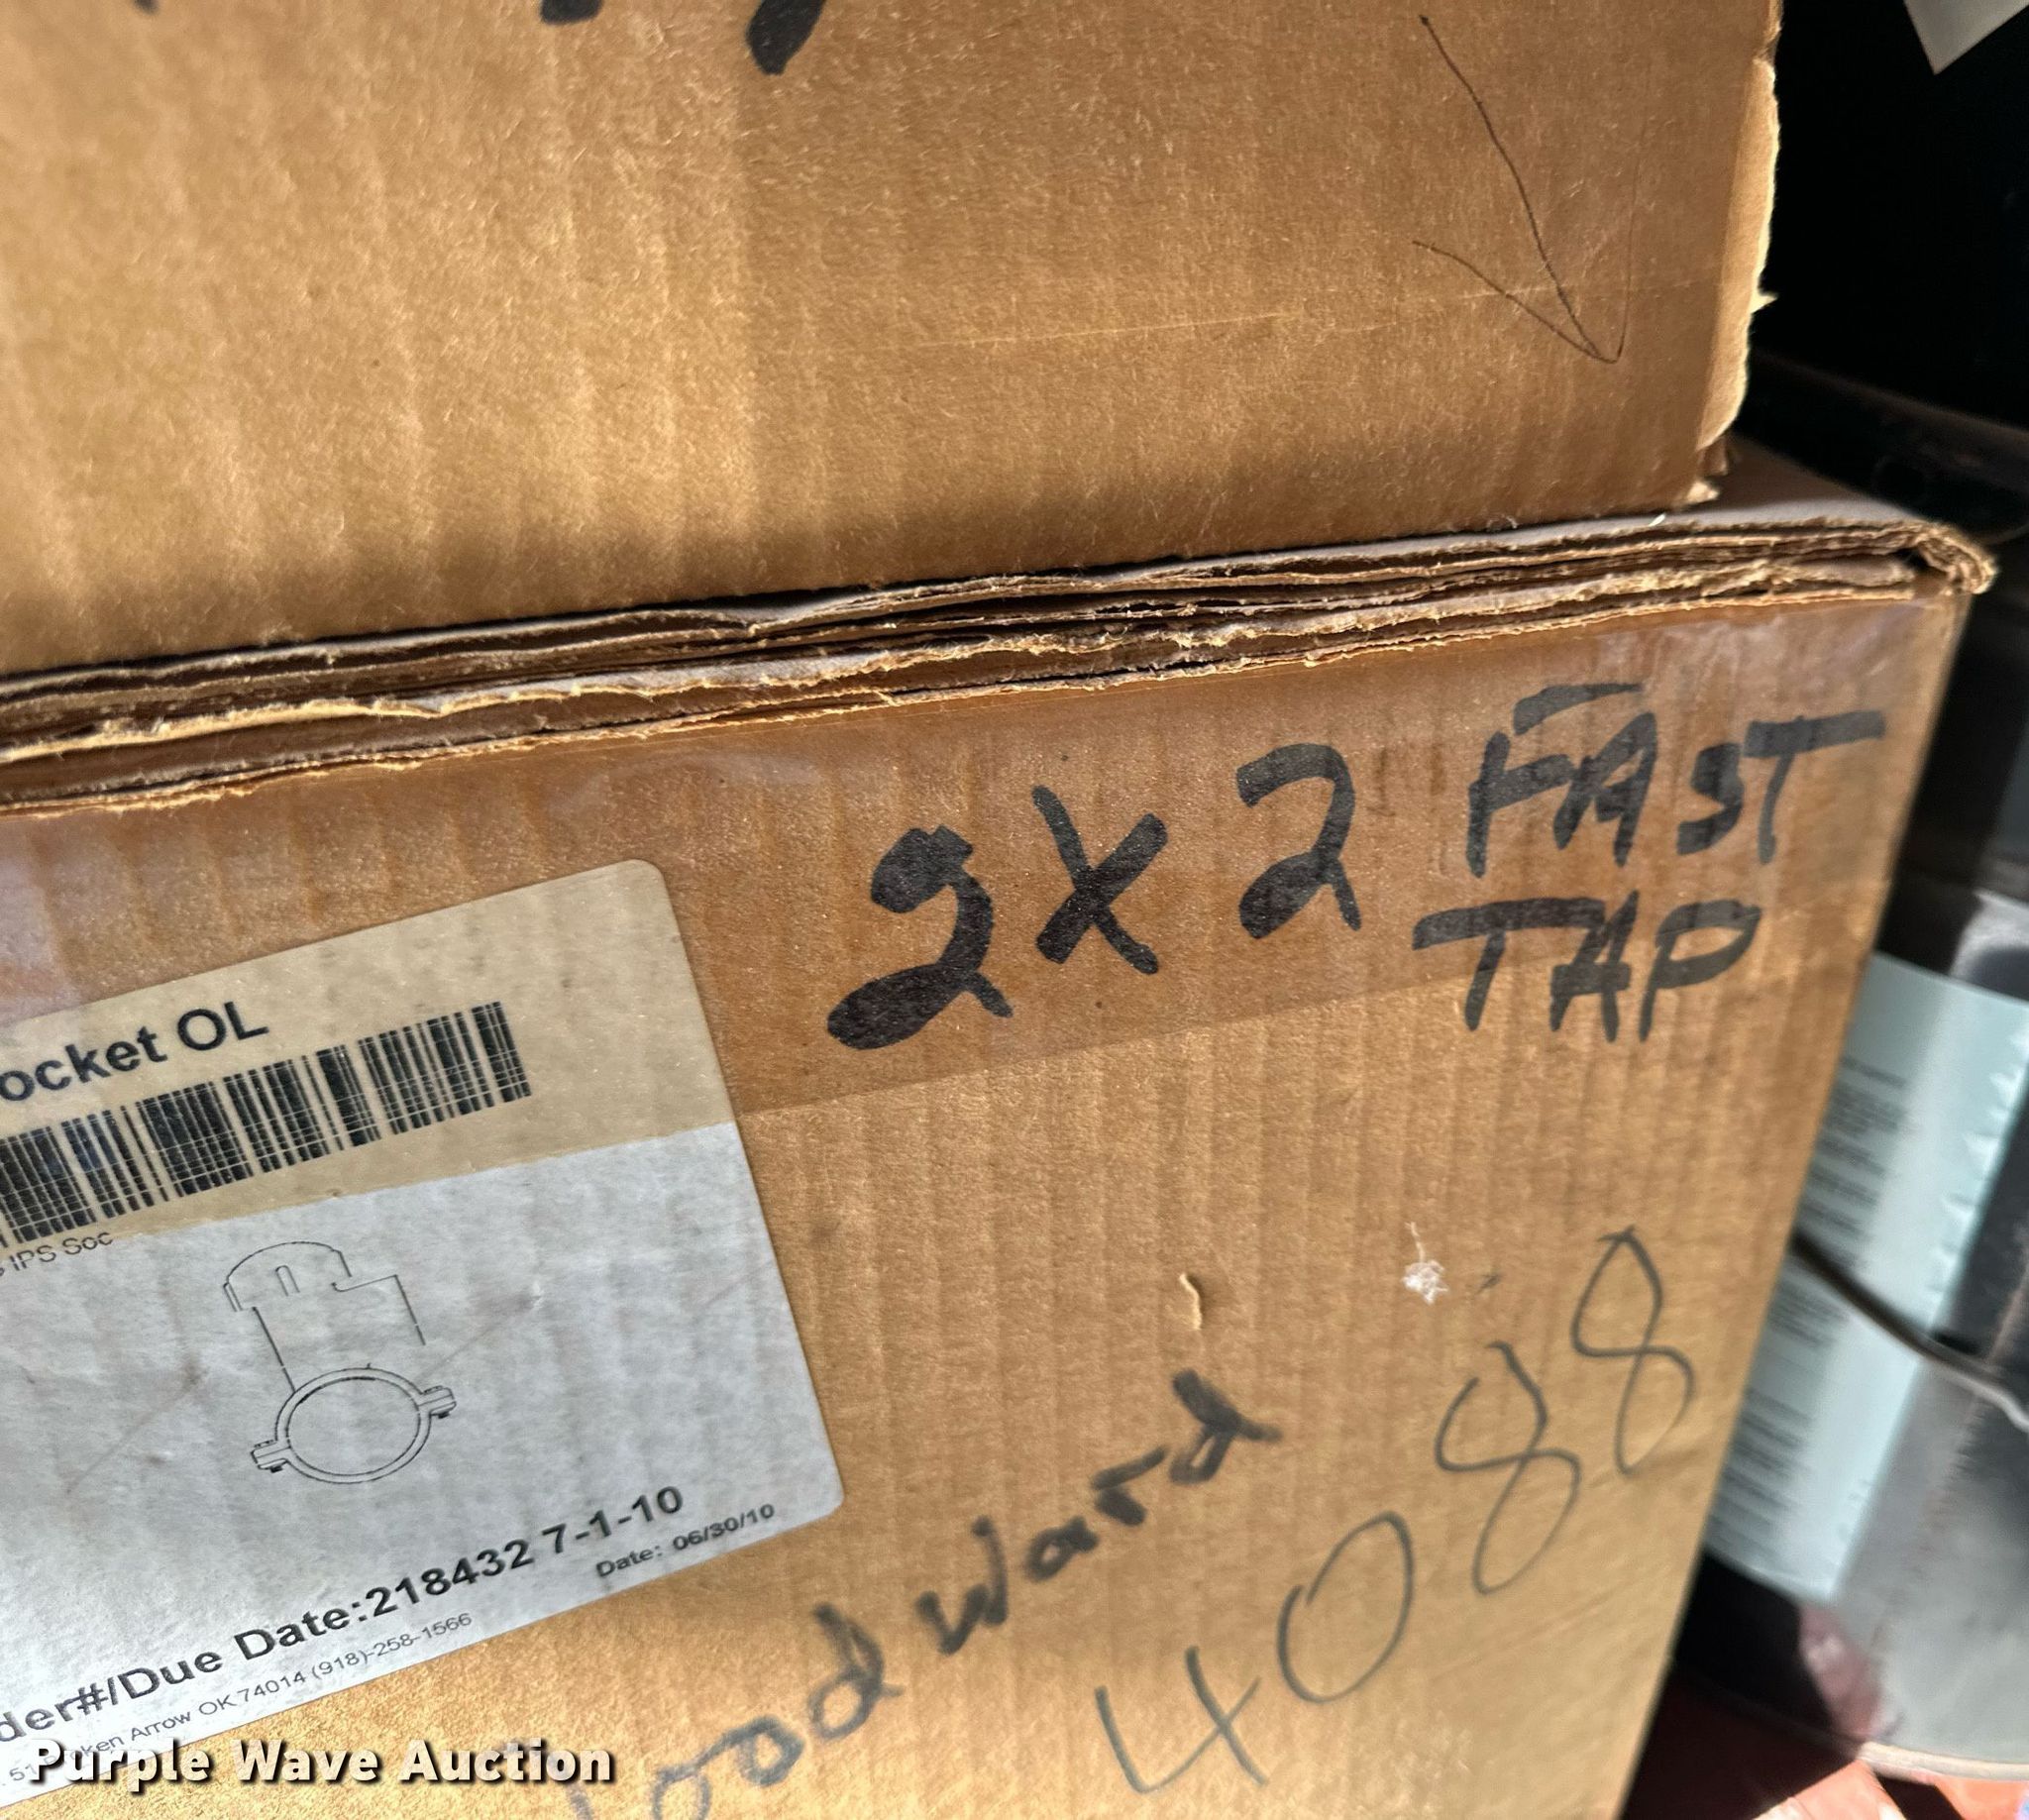 2x2 FAST
TAP
ocket OL
IPS Soc
der#/Due Date:218432 7-1-10
Date: 06/30/10
ken Arrow OK 74014 (918)-258-1566
oodward
4088
Purple Wave Auction